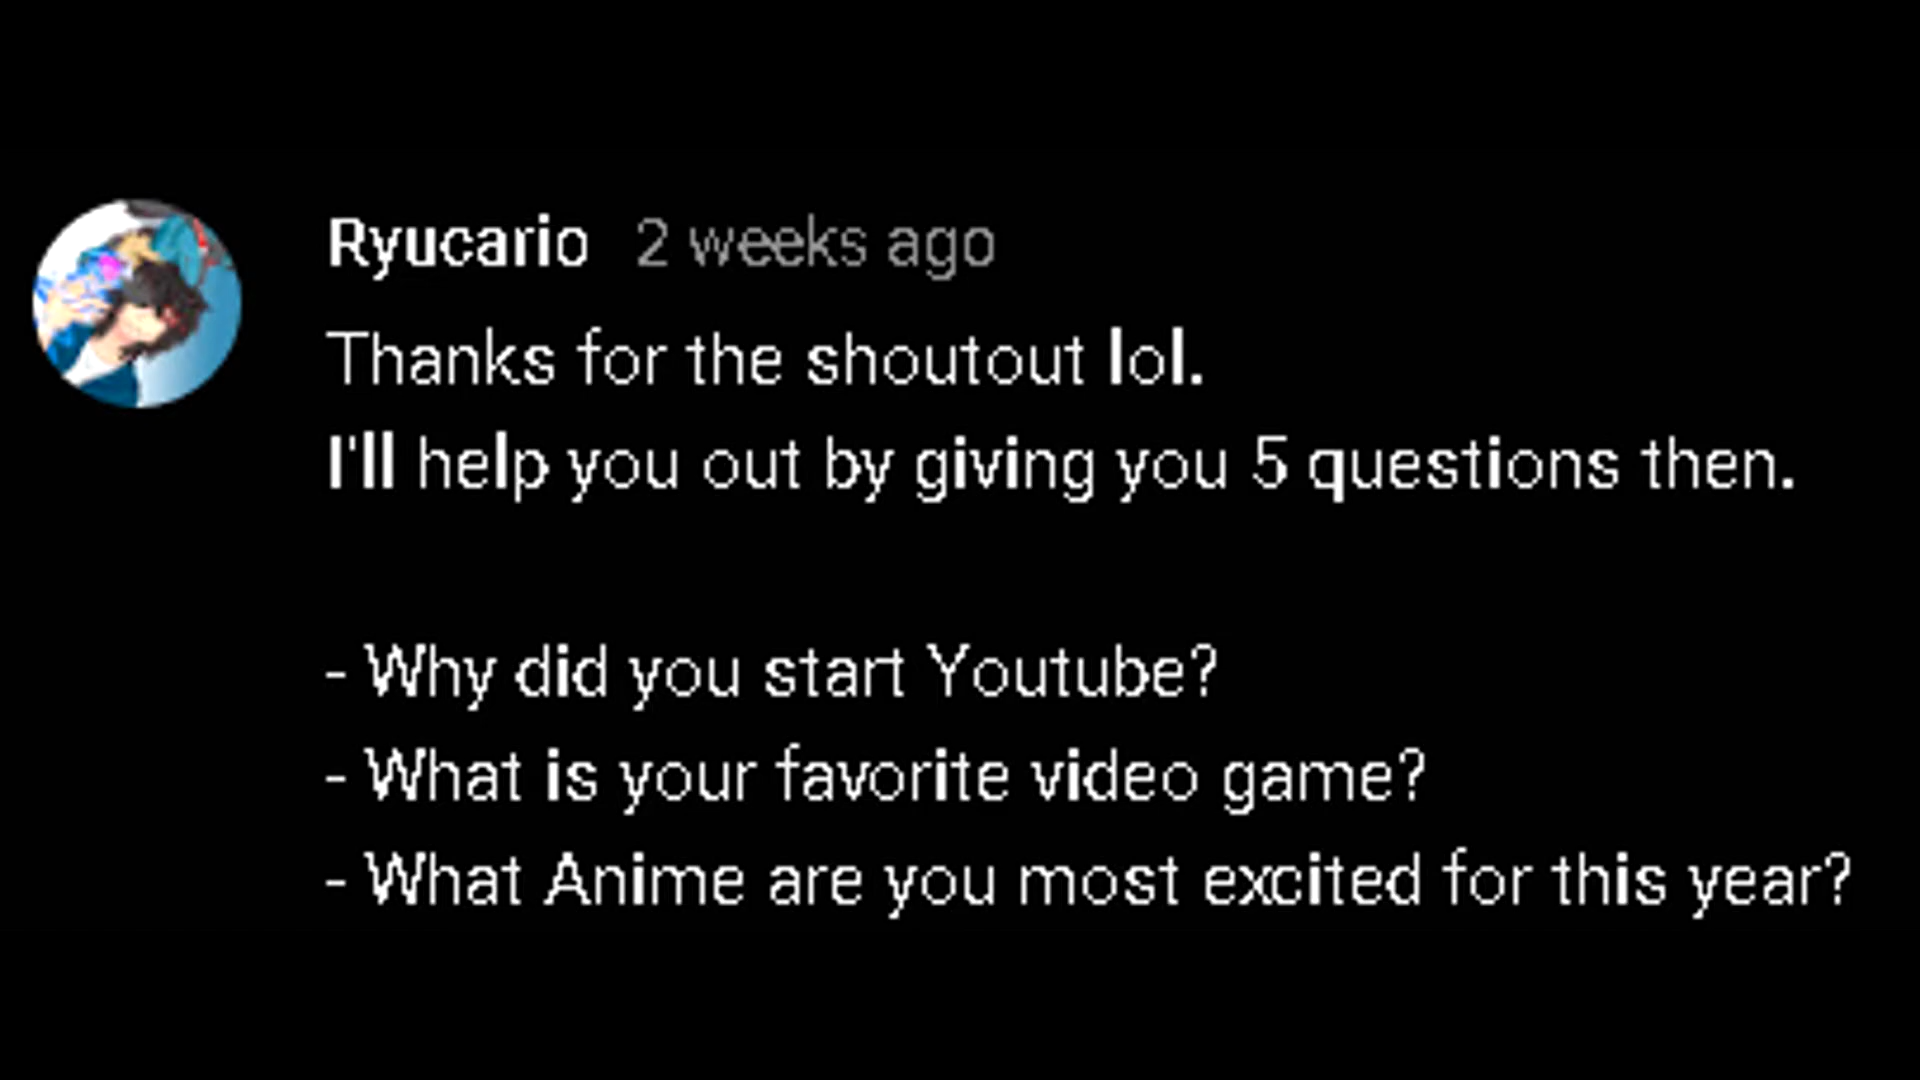 Ryucario 2 weeks ago
Thanks for the shoutout lol.
I'll help you out by giving you 5 questions then.
- Why did you start Youtube?
- What is your favorite video game?
- What Anime are you most excited for this year?